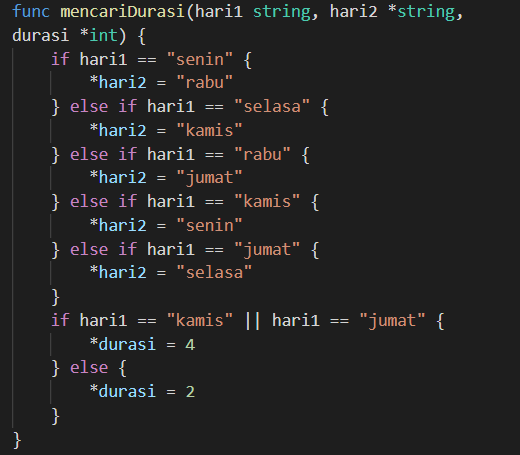 func mencariDurasi(hari1 string, hari2 *string,
durasi *int) {
    if hari1 == "senin" {
        *hari2 = "rabu"
    } else if hari1 == "selasa" {
        *hari2 = "kamis"
    } else if hari1 == "rabu" {
        *hari2 = "jumat"
    } else if hari1 == "kamis" {
        *hari2 = "senin"
    } else if hari1 == "jumat" {
        *hari2 = "selasa"
    }
    if hari1 == "kamis" || hari1 == "jumat" {
        *durasi = 4
    } else {
        *durasi = 2
    }
}